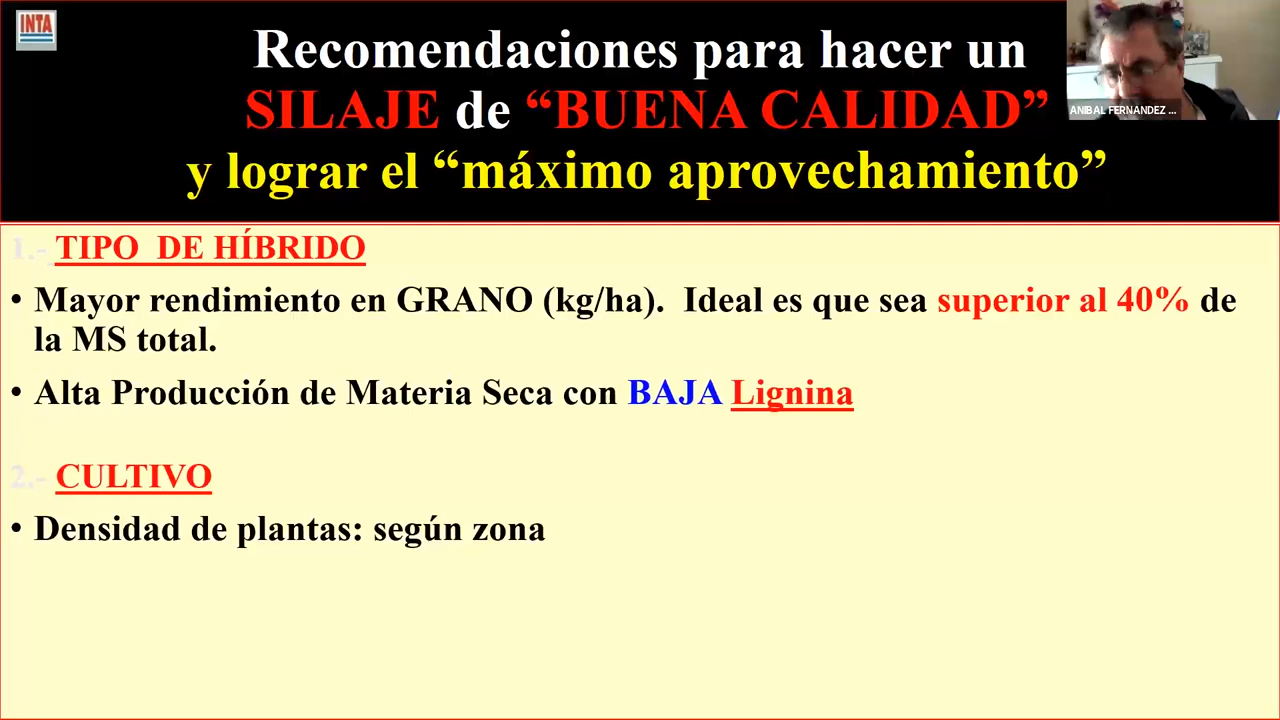 INTA
Recomendaciones para hacer un
SILAJE de “BUENA CALIDAD”
y lograr el “máximo aprovechamiento”
ANIBAL FERNANDEZ ...
1.- TIPO DE HÍBRIDO
• Mayor rendimiento en GRANO (kg/ha). Ideal es que sea superior al 40% de
la MS total.
• Alta Producción de Materia Seca con BAJA Lignina
2.- CULTIVO
• Densidad de plantas: según zona